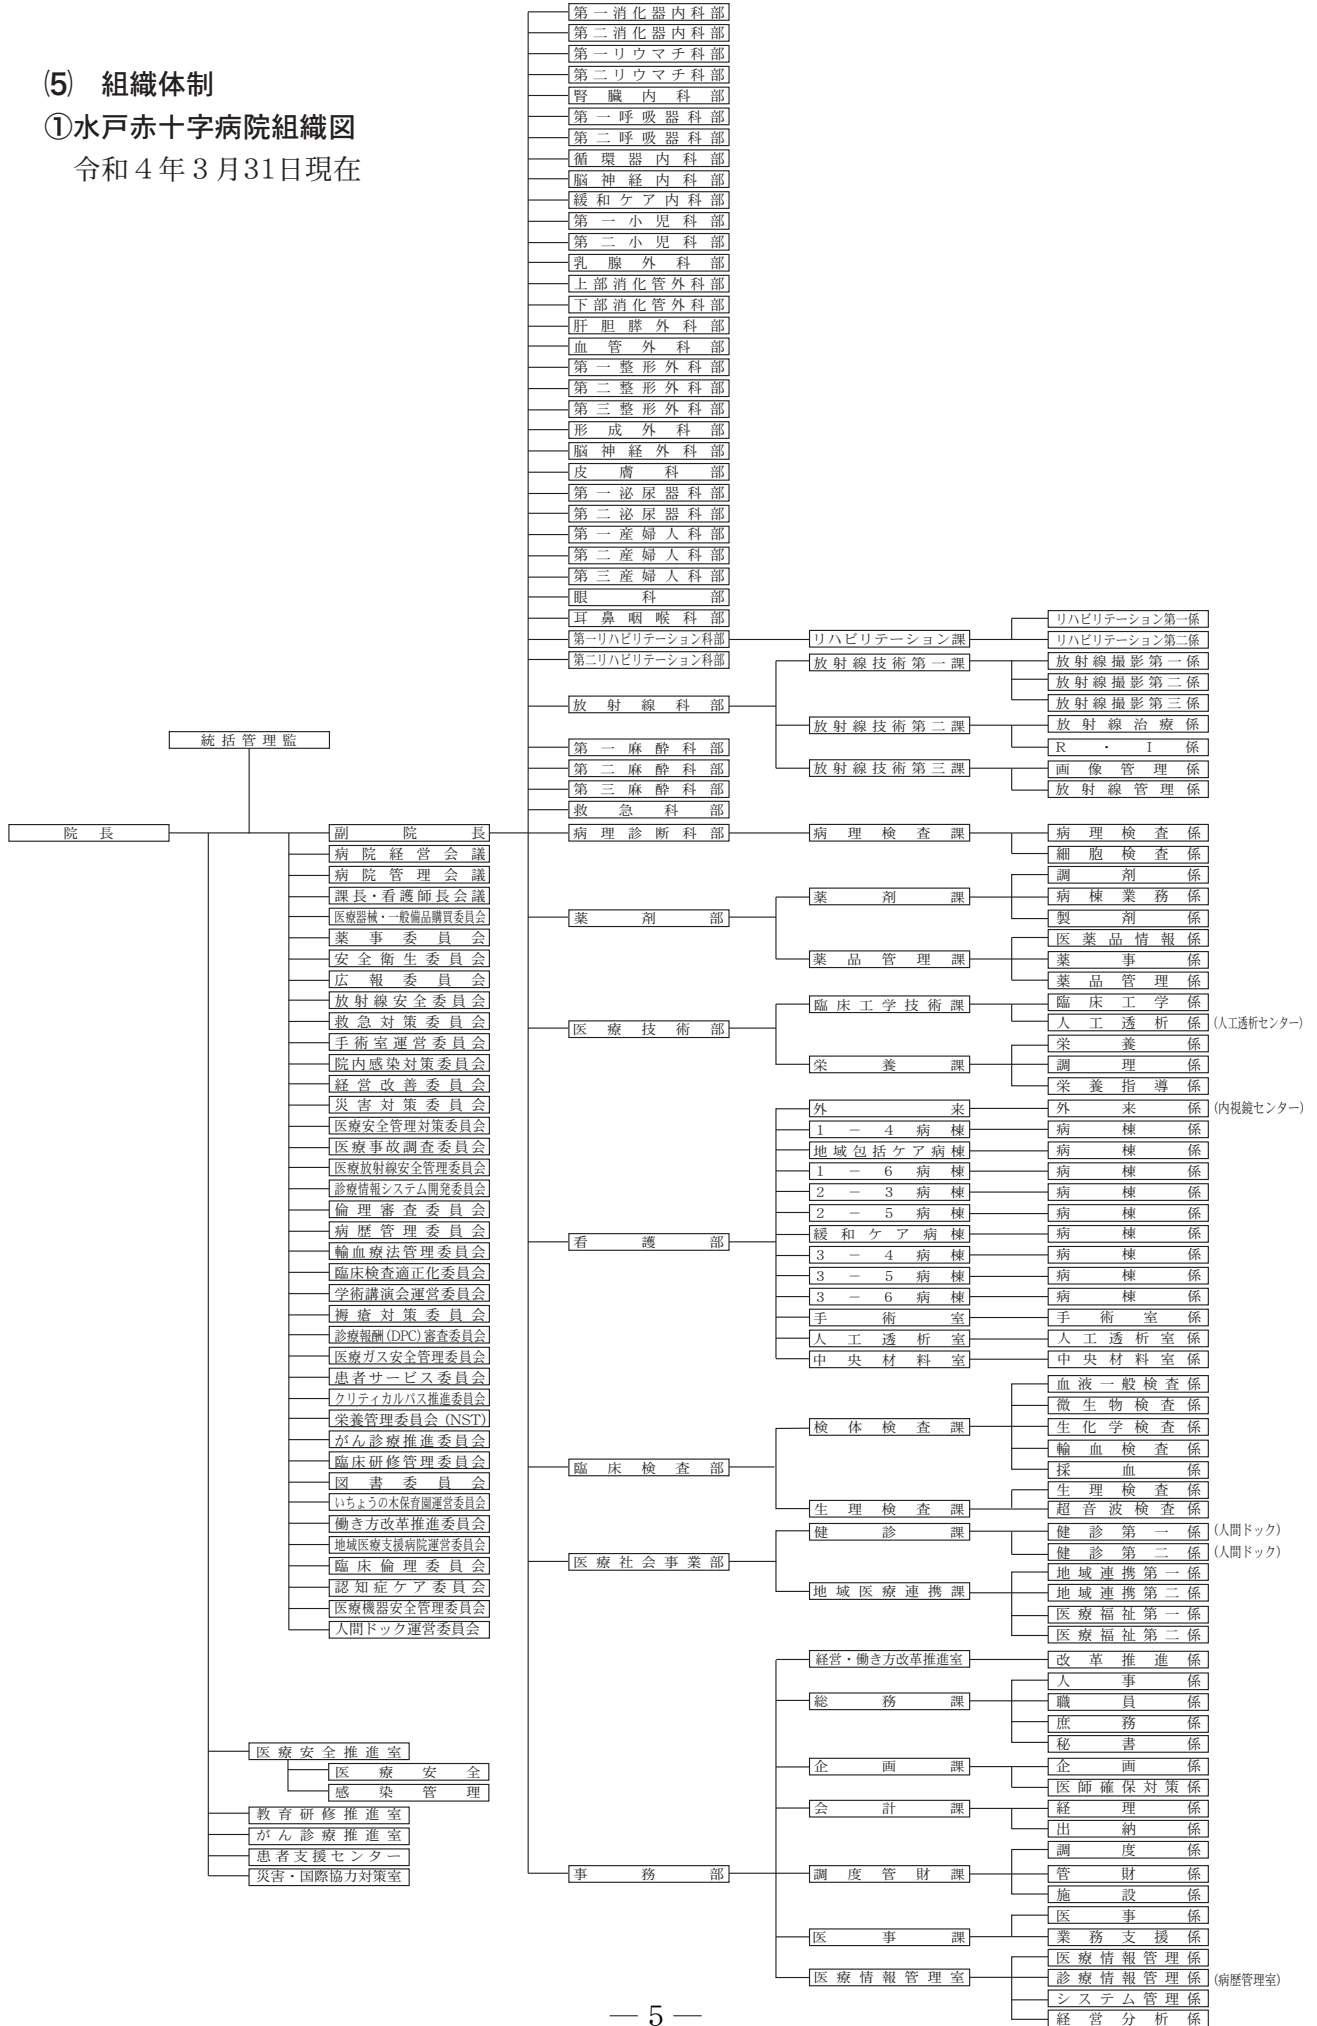 ⑸　組織体制
①水戸赤十字病院組織図
令和４年３月31日現在
第一消化器内科部
第二消化器内科部
第一リウマチ科部
第二リウマチ科部
腎臓内科部
第一呼吸器科部
第二呼吸器科部
循環器内科部
脳神経内科部
緩和ケア内科部
第一小児科部
第二小児科部
乳腺外科部
上部消化管外科部
下部消化管外科部
肝胆膵外科部
血管外科部
第一整形外科部
第二整形外科部
第三整形外科部
形成外科部
脳神経外科部
皮膚科部
第一泌尿器科部
第二泌尿器科部
第一産婦人科部
第二産婦人科部
第三産婦人科部
眼科部
耳鼻咽喉科部
第一リハビリテーション科部
第二リハビリテーション科部
放射線科部
第一麻酔科部
第二麻酔科部
第三麻酔科部
救急科部
病理診断科部
薬剤部
医療技術部
看護部
臨床検査部
医療社会事業部
事務部
統括管理監
院長
副院長
病院経営会議
病院管理会議
課長・看護師長会議
医療器械・一般備品購買委員会
薬事委員会
安全衛生委員会
広報委員会
放射線安全委員会
救急対策委員会
手術室運営委員会
院内感染対策委員会
経営改善委員会
災害対策委員会
医療安全管理対策委員会
医療事故調査委員会
医療放射線安全管理委員会
診療情報システム開発委員会
倫理審査委員会
病歴管理委員会
輸血療法管理委員会
臨床検査適正化委員会
学術講演会運営委員会
褥瘡対策委員会
診療報酬(DPC)審査委員会
医療ガス安全管理委員会
患者サービス委員会
クリティカルパス推進委員会
栄養管理委員会（NST）
がん診療推進委員会
臨床研修管理委員会
図書委員会
いちょうの木保育園運営委員会
働き方改革推進委員会
地域医療支援病院運営委員会
臨床倫理委員会
認知症ケア委員会
医療機器安全管理委員会
人間ドック運営委員会
医療安全推進室
医療安全
感染管理
教育研修推進室
がん診療推進室
患者支援センター
災害・国際協力対策室
リハビリテーション課
放射線技術第一課
放射線技術第二課
放射線技術第三課
病理検査課
薬剤課
薬品管理課
臨床工学技術課
栄養課
外来
１－４病棟
地域包括ケア病棟
１－６病棟
２－３病棟
２－５病棟
緩和ケア病棟
３－４病棟
３－５病棟
３－６病棟
手術室
人工透析室
中央材料室
検体検査課
生理検査課
健診課
地域医療連携課
経営・働き方改革推進室
総務課
企画課
会計課
調度管財課
医事課
医療情報管理室
リハビリテーション第一係
リハビリテーション第二係
放射線撮影第一係
放射線撮影第二係
放射線撮影第三係
放射線治療係
R・I係
画像管理係
放射線管理係
病理検査係
細胞検査係
調剤係
病棟業務係
製剤係
医薬品情報係
薬事係
薬品管理係
臨床工学係
人工透析係 (人工透析センター)
栄養係
調理係
栄養指導係
外来係 (内視鏡センター)
病棟係
病棟係
病棟係
病棟係
病棟係
病棟係
病棟係
病棟係
病棟係
手術室係
人工透析室係
中央材料室係
血液一般検査係
微生物検査係
生化学検査係
輸血検査係
採血係
生理検査係
超音波検査係
健診第一係 (人間ドック)
健診第二係 (人間ドック)
地域連携第一係
地域連携第二係
医療福祉第一係
医療福祉第二係
改革推進係
人事係
職員係
庶務係
秘書係
企画係
医師確保対策係
経理係
出納係
調度係
管財係
施設係
医事係
業務支援係
医療情報管理係
診療情報管理係 (病歴管理室)
システム管理係
経営分析係
― 5 ―